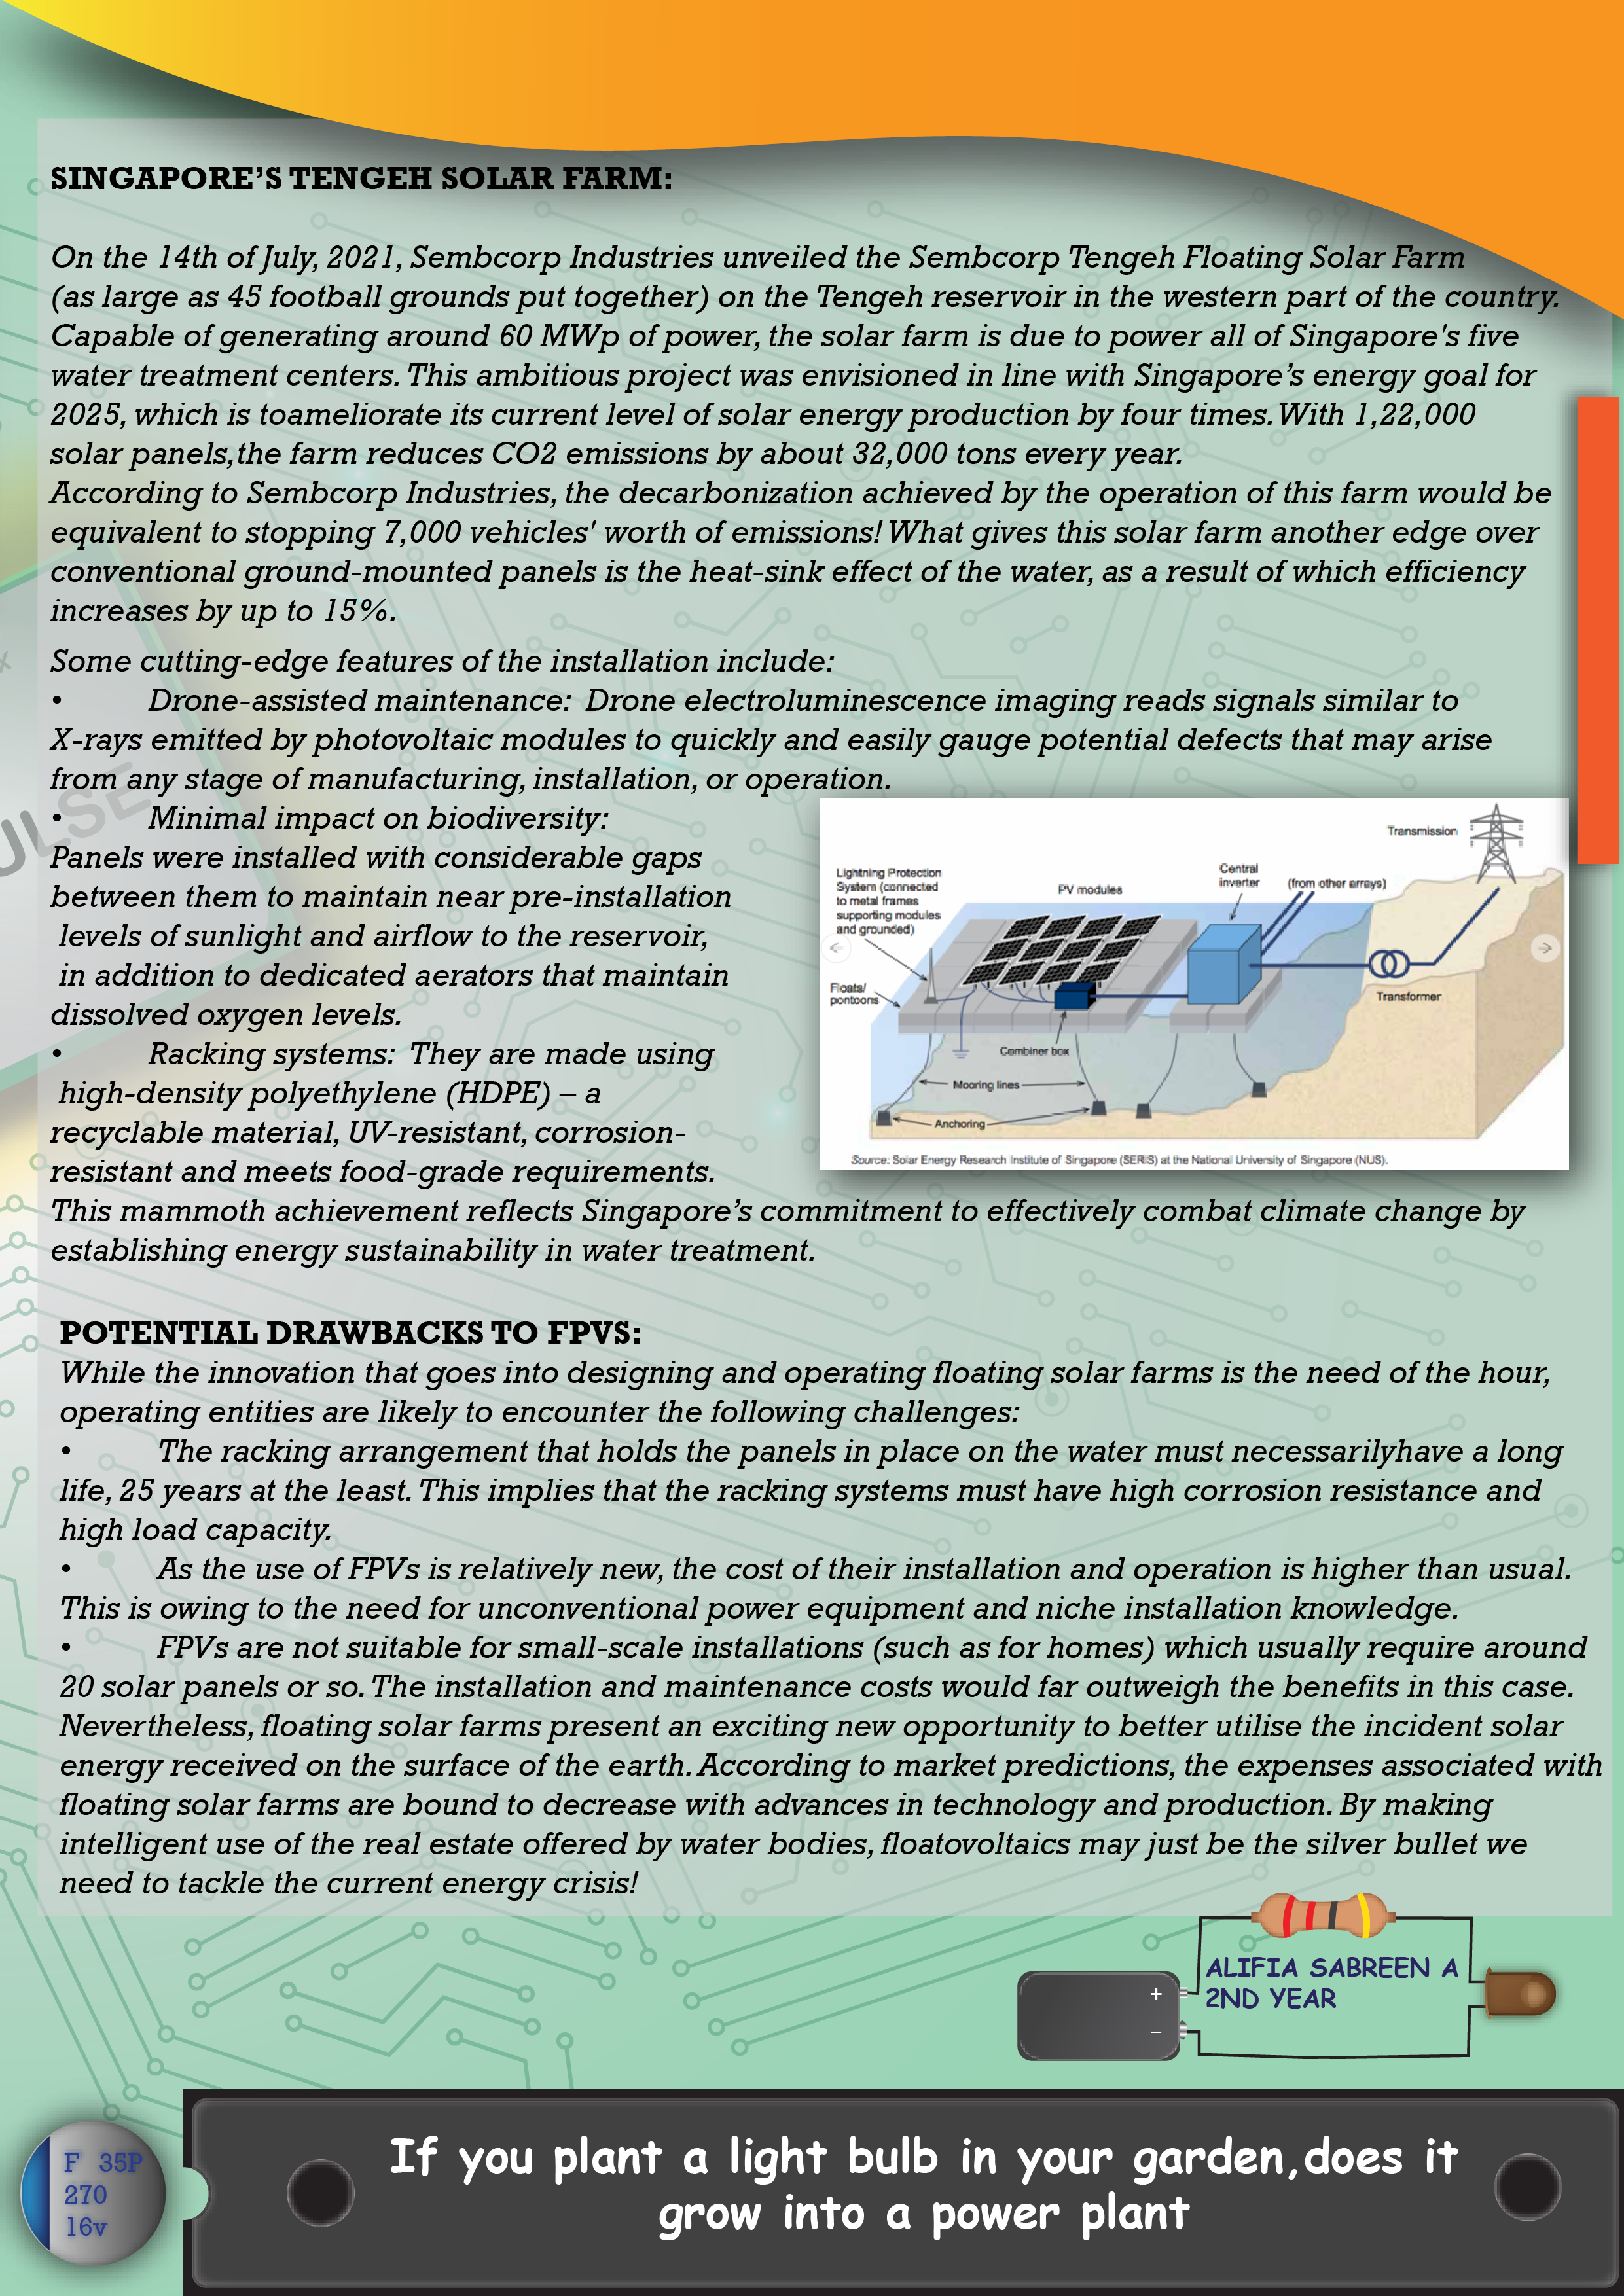 SINGAPORE’S TENGEH SOLAR FARM:
On the 14th of July, 2021, Sembcorp Industries unveiled the Sembcorp Tengeh Floating Solar Farm
(as large as 45 football grounds put together) on the Tengeh reservoir in the western part of the country.
Capable of generating around 60 MWp of power, the solar farm is due to power all of Singapore's five
water treatment centers. This ambitious project was envisioned in line with Singapore’s energy goal for
2025, which is toameliorate its current level of solar energy production by four times. With 1,22,000
solar panels,the farm reduces CO2 emissions by about 32,000 tons every year.
According to Sembcorp Industries, the decarbonization achieved by the operation of this farm would be
equivalent to stopping 7,000 vehicles' worth of emissions! What gives this solar farm another edge over
conventional ground-mounted panels is the heat-sink effect of the water, as a result of which efficiency
increases by up to 15%.
Some cutting-edge features of the installation include:
• Drone-assisted maintenance: Drone electroluminescence imaging reads signals similar to
X-rays emitted by photovoltaic modules to quickly and easily gauge potential defects that may arise
from any stage of manufacturing, installation, or operation.
• Minimal impact on biodiversity:
Panels were installed with considerable gaps
between them to maintain near pre-installation
levels of sunlight and airflow to the reservoir,
in addition to dedicated aerators that maintain
dissolved oxygen levels.
• Racking systems: They are made using
high-density polyethylene (HDPE) – a
recyclable material, UV-resistant, corrosion-
resistant and meets food-grade requirements.
Transmission
Lightning Protection
System (connected
to metal frames
supporting modules
and grounded)
PV modules
Central
inverter
(from other arrays)
Floats/
pontoons
Transformer
Combiner box
Mooring lines
Anchoring
Source: Solar Energy Research Institute of Singapore (SERIS) at the National University of Singapore (NUS).
This mammoth achievement reflects Singapore’s commitment to effectively combat climate change by
establishing energy sustainability in water treatment.
POTENTIAL DRAWBACKS TO FPVS:
While the innovation that goes into designing and operating floating solar farms is the need of the hour,
operating entities are likely to encounter the following challenges:
• The racking arrangement that holds the panels in place on the water must necessarilyhave a long
life, 25 years at the least. This implies that the racking systems must have high corrosion resistance and
high load capacity.
• As the use of FPVs is relatively new, the cost of their installation and operation is higher than usual.
This is owing to the need for unconventional power equipment and niche installation knowledge.
• FPVs are not suitable for small-scale installations (such as for homes) which usually require around
20 solar panels or so. The installation and maintenance costs would far outweigh the benefits in this case.
Nevertheless, floating solar farms present an exciting new opportunity to better utilise the incident solar
energy received on the surface of the earth. According to market predictions, the expenses associated with
floating solar farms are bound to decrease with advances in technology and production. By making
intelligent use of the real estate offered by water bodies, floatovoltaics may just be the silver bullet we
need to tackle the current energy crisis!
ALIFIA SABREEN A
2ND YEAR
+
−
F 35P
270
16v
If you plant a light bulb in your garden,does it
grow into a power plant